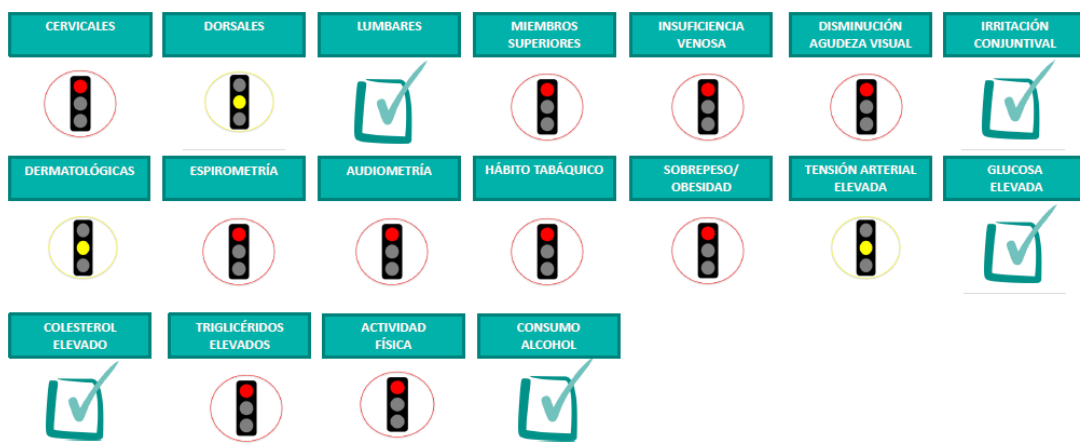 CERVICALES
DORSALES
LUMBARES
MIEMBROS
SUPERIORES
INSUFICIENCIA
VENOSA
DISMINUCIÓN
AGUDEZA VISUAL
IRRITACIÓN
CONJUNTIVAL
DERMATOLÓGICAS
ESPIROMETRÍA
AUDIOMETRÍA
HÁBITO TABÁQUICO
SOBREPESO/
OBESIDAD
TENSIÓN ARTERIAL
ELEVADA
GLUCOSA
ELEVADA
COLESTEROL
ELEVADO
TRIGLICÉRIDOS
ELEVADOS
ACTIVIDAD
FÍSICA
CONSUMO
ALCOHOL